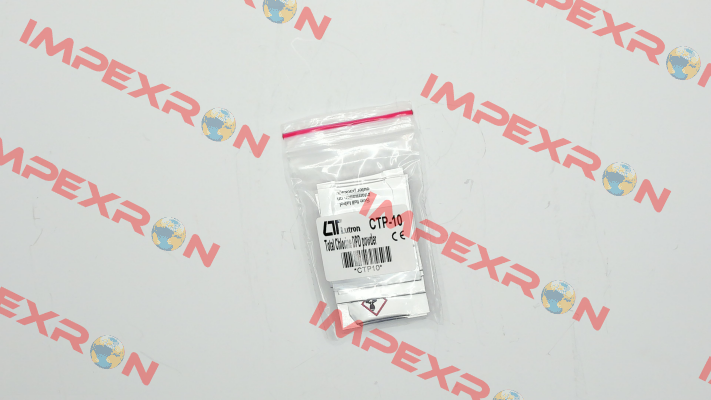 IMPEXRON
IMPEXRON
IMPEXRON
IMPEXRON
IMPEXRON
Lutron CTP-10
Total Chlorine DPD powder
CE
*CTP10*
IMPEXRON
IMPEXRON